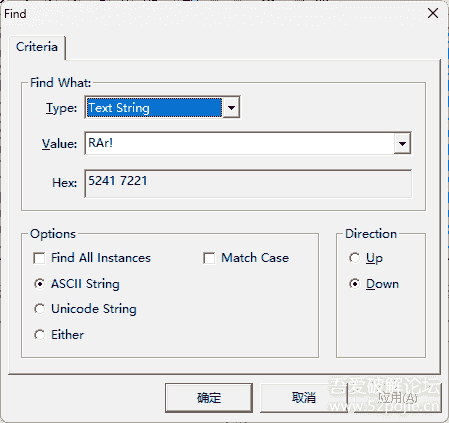 Find
Criteria
Find What:
Type: Text String
Value: RAr!
Hex: 5241 7221
Options
Find All Instances
Match Case
ASCII String
Unicode String
Either
Direction
Up
Down
确定
取消
应用(A)
吾爱破解论坛
www.52pojie.cn